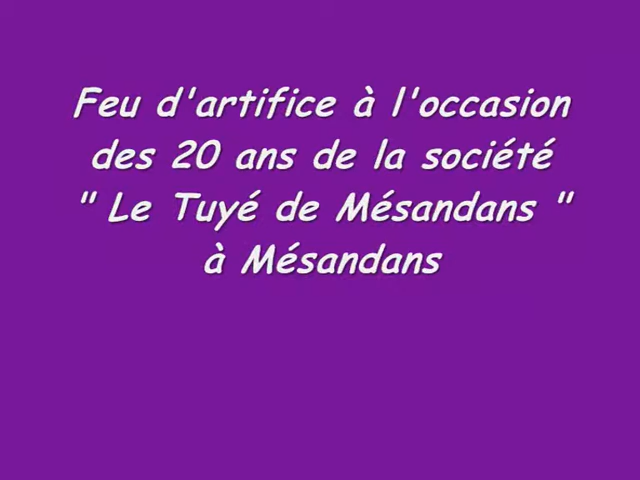 Feu d'artifice à l'occasion
des 20 ans de la société
" Le Tuyé de Mésandans "
à Mésandans